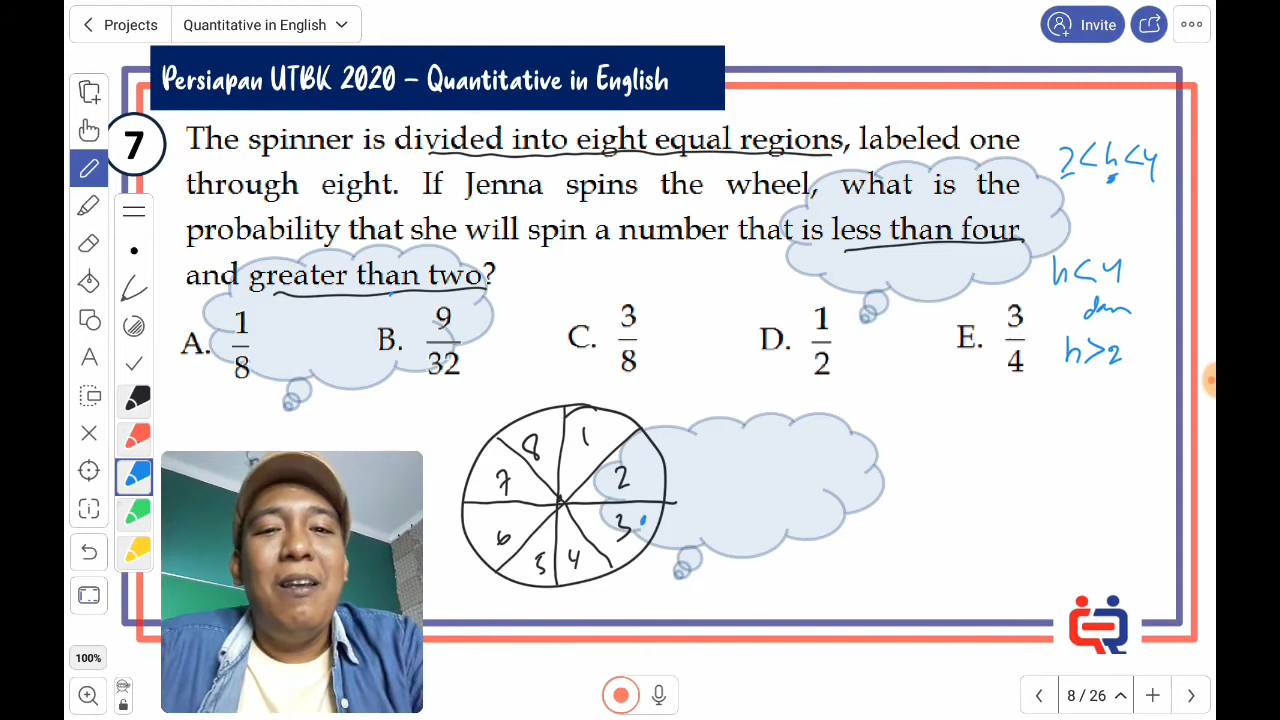 Projects
Quantitative in English
Invite
Persiapan UTBK 2020 – Quantitative in English
7
The spinner is divided into eight equal regions, labeled one
through eight. If Jenna spins the wheel, what is the
probability that she will spin a number that is less than four
and greater than two?
A. 1/8 B. 9/32 C. 3/8 D. 1/2 E. 3/4
2<h<4
h<4
dan
h>2
8 1
7 2
6 3
5 4
100%
8 / 26